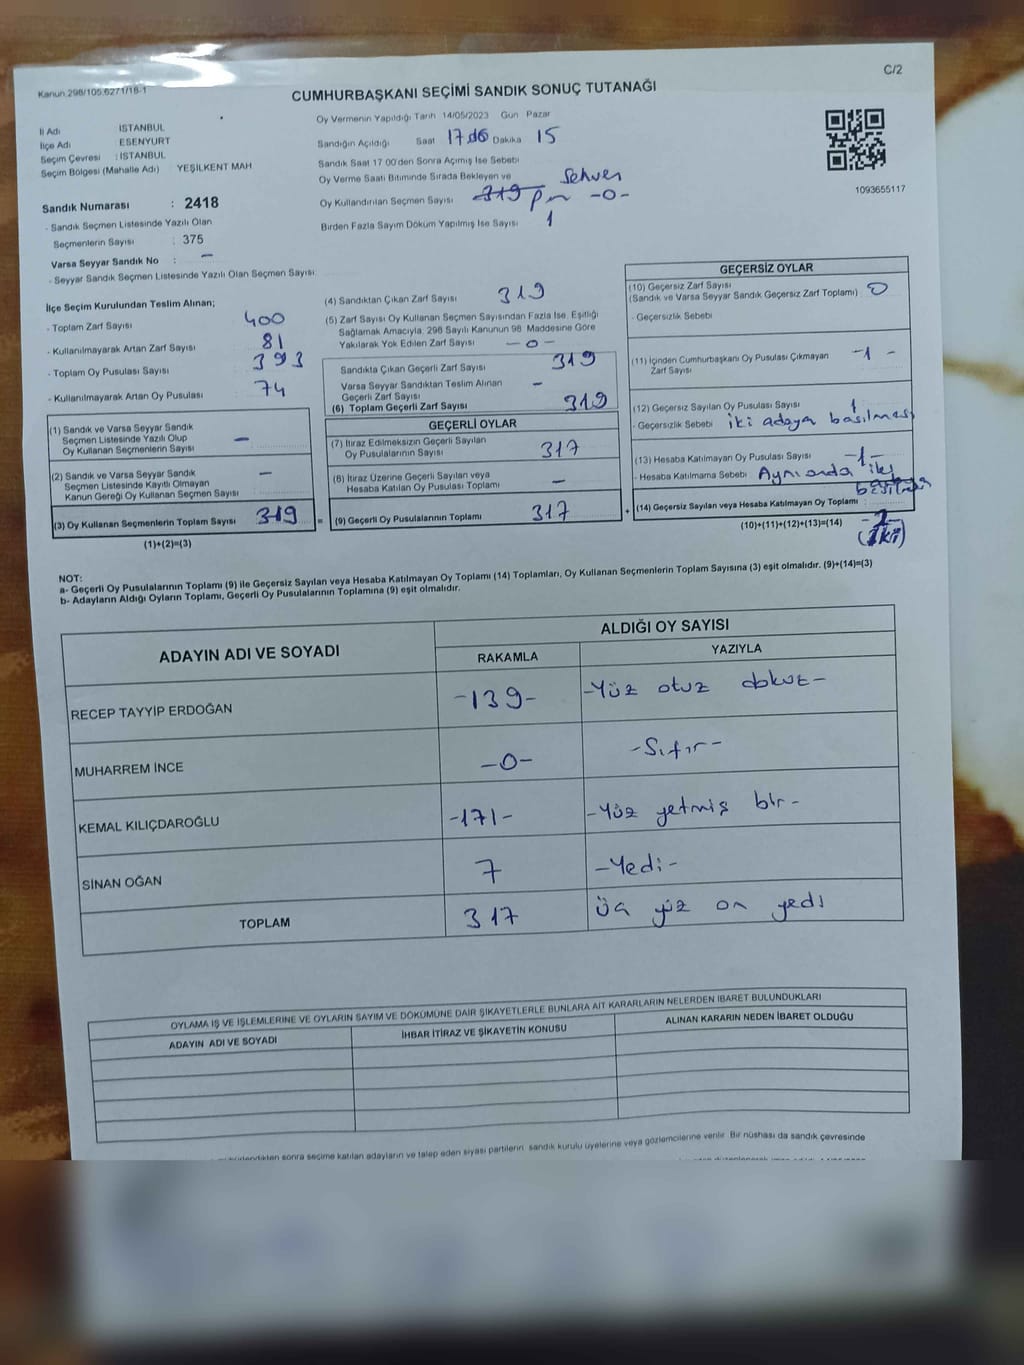 C/2
Kanun.298/105.6271/18-1
CUMHURBAŞKANI SEÇİMİ SANDIK SONUÇ TUTANAĞI
İl Adı İSTANBUL
İlçe Adı ESENYURT
Seçim Çevresi : İSTANBUL
Seçim Bölgesi (Mahalle Adı) YEŞİLKENT MAH
Sandık Numarası : 2418
- Sandık Seçmen Listesinde Yazılı Olan
Seçmenlerin Sayısı : 375
Varsa Seyyar Sandık No : -
- Seyyar Sandık Seçmen Listesinde Yazılı Olan Seçmen Sayısı:
Oy Vermenin Yapıldığı Tarih 14/05/2023 Gün Pazar
Sandığın Açıldığı Saat 17 Dakika 15
Sandık Saat 17 00'den Sonra Açmış İse Sebebi
Oy Verme Saati Bitiminde Sırada Bekleyen ve Sehven
Oy Kullandırılan Seçmen Sayısı 319 -0-
Birden Fazla Sayım Döküm Yapılmış İse Sayısı 1
1093655117
İlçe Seçim Kurulundan Teslim Alınan;
- Toplam Zarf Sayısı 400
- Kullanılmayarak Artan Zarf Sayısı 81
- Toplam Oy Pusulası Sayısı 393
- Kullanılmayarak Artan Oy Pusulası 74
(1) Sandık ve Varsa Seyyar Sandık
Seçmen Listesinde Yazılı Olup
Oy Kullanan Seçmenlerin Sayısı -
(2) Sandık ve Varsa Seyyar Sandık
Seçmen Listesinde Kayıtlı Olmayan
Kanun Gereği Oy Kullanan Seçmen Sayısı -
(3) Oy Kullanan Seçmenlerin Toplam Sayısı 319 =
(1)+(2)=(3)
(4) Sandıktan Çıkan Zarf Sayısı 319
(5) Zarf Sayısı Oy Kullanan Seçmen Sayısından Fazla İse, Eşitliği
Sağlamak Amacıyla, 298 Sayılı Kanunun 98. Maddesine Göre
Yakılarak Yok Edilen Zarf Sayısı -0-
Sandıkta Çıkan Geçerli Zarf Sayısı 319
Varsa Seyyar Sandıktan Teslim Alınan
Geçerli Zarf Sayısı -
(6) Toplam Geçerli Zarf Sayısı 319
GEÇERLİ OYLAR
(7) İtiraz Edilmeksizin Geçerli Sayılan
Oy Pusulalarının Sayısı 317
(8) İtiraz Üzerine Geçerli Sayılan veya
Hesaba Katılan Oy Pusulası Toplamı -
(9) Geçerli Oy Pusulalarının Toplamı 317 +
GEÇERSİZ OYLAR
(10) Geçersiz Zarf Sayısı
(Sandık ve Varsa Seyyar Sandık Geçersiz Zarf Toplamı) 0
- Geçersizlik Sebebi
(11) İçinden Cumhurbaşkanı Oy Pusulası Çıkmayan
Zarf Sayısı -1-
(12) Geçersiz Sayılan Oy Pusulası Sayısı 1
- Geçersizlik Sebebi iki adaya basılması
(13) Hesaba Katılmayan Oy Pusulası Sayısı -1-
- Hesaba Katılmama Sebebi Aynı anda iki
(14) Geçersiz Sayılan veya Hesaba Katılmayan Oy Toplamı
(10)+(11)+(12)+(13)=(14) -2-
(iki)
NOT:
a- Geçerli Oy Pusulalarının Toplamı (9) ile Geçersiz Sayılan veya Hesaba Katılmayan Oy Toplamı (14) Toplamları, Oy Kullanan Seçmenlerin Toplam Sayısına (3) eşit olmalıdır. (9)+(14)=(3)
b- Adayların Aldığı Oyların Toplamı, Geçerli Oy Pusulalarının Toplamına (9) eşit olmalıdır.
ADAYIN ADI VE SOYADI
ALDIĞI OY SAYISI
RAKAMLA YAZIYLA
RECEP TAYYİP ERDOĞAN -139- -Yüz otuz dokuz-
MUHARREM İNCE -0- -Sıfır-
KEMAL KILIÇDAROĞLU -171- -Yüz yetmiş bir-
SİNAN OĞAN 7 -Yedi-
TOPLAM 317 üç yüz on yedi
OYLAMA İŞ VE İŞLEMLERİNE VE OYLARIN SAYIM VE DÖKÜMÜNE DAİR ŞİKAYETLERLE BUNLARA AİT KARARLARIN NELERDEN İBARET BULUNDUKLARI
ADAYIN ADI VE SOYADI İHBAR İTİRAZ VE ŞİKAYETİN KONUSU ALINAN KARARIN NEDEN İBARET OLDUĞU
sonra seçime katılan adayların ve talep eden siyasi partilerin sandık kurulu üyelerine veya gözlemcilerine verilir. Bir nüshası da sandık çevresinde